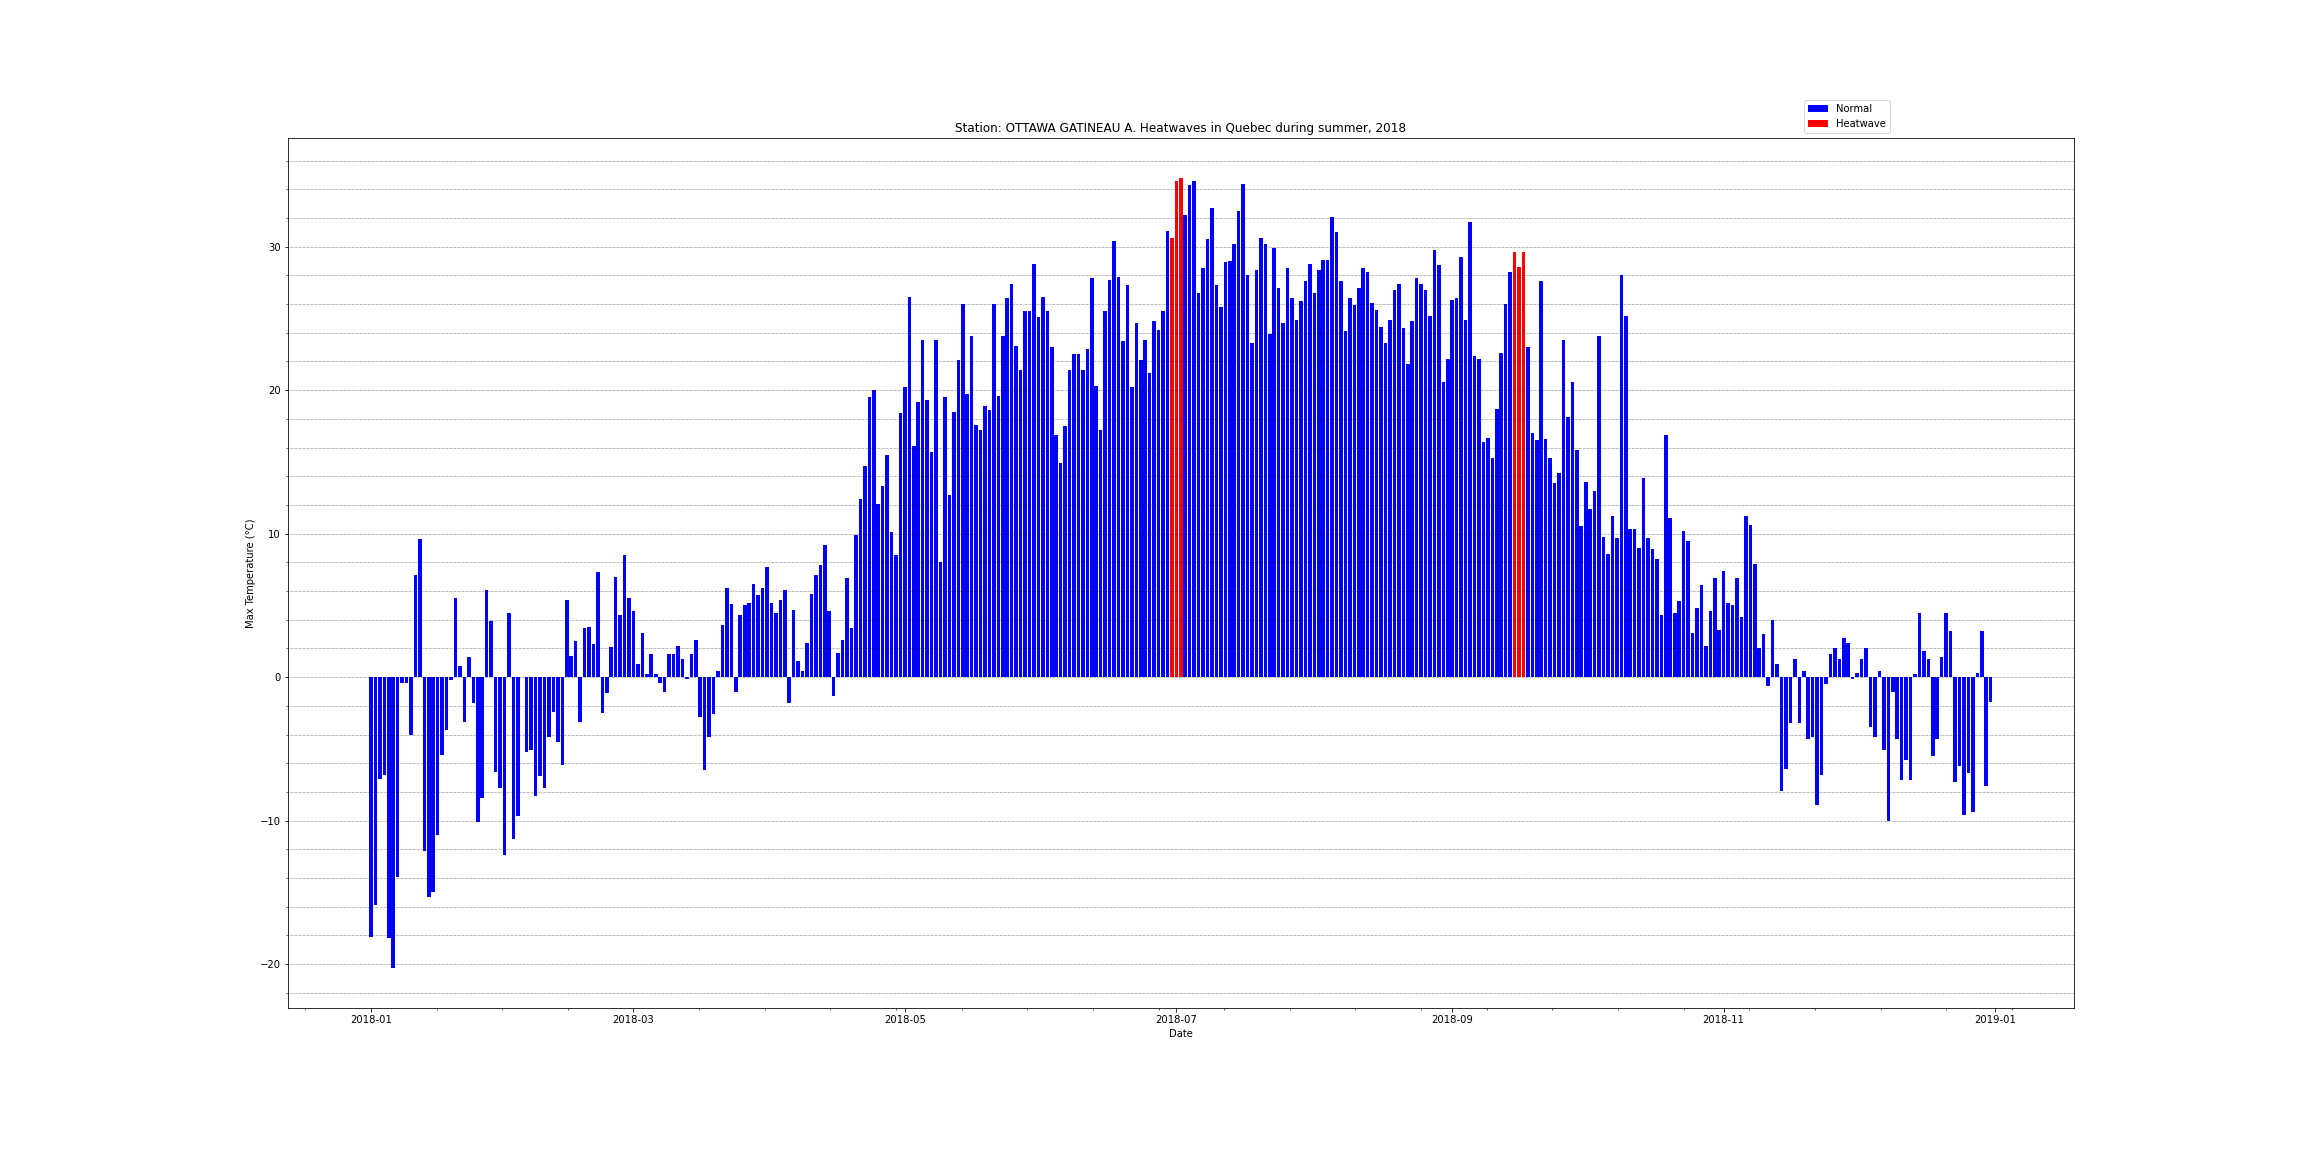 Normal
Heatwave
Station: OTTAWA GATINEAU A. Heatwaves in Quebec during summer, 2018
Max Temperature (°C)
30
20
10
0
−10
−20
2018-01
2018-03
2018-05
2018-07
2018-09
2018-11
2019-01
Date